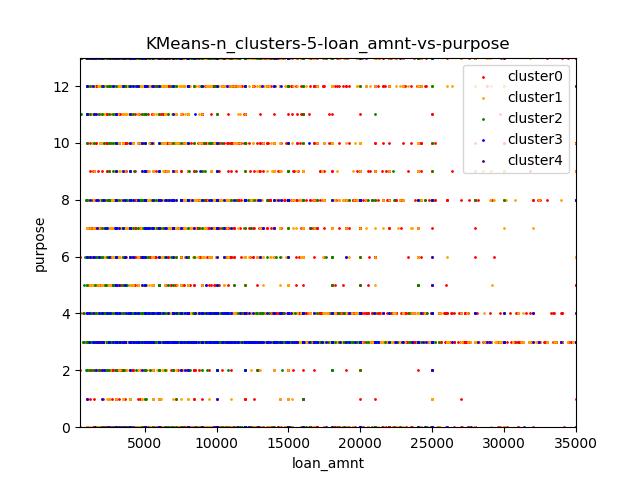 KMeans-n_clusters-5-loan_amnt-vs-purpose
cluster0
cluster1
cluster2
cluster3
cluster4
12
10
8
6
4
2
0
purpose
5000 10000 15000 20000 25000 30000 35000
loan_amnt